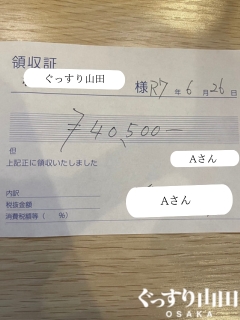 領収証
ぐっすり山田 様 R7年6月26日
¥40,500-
但
上記正に領収いたしました
Aさん
内訳
Aさん
税抜金額
消費税額等（ %）
ぐっすり山田
OSAKA